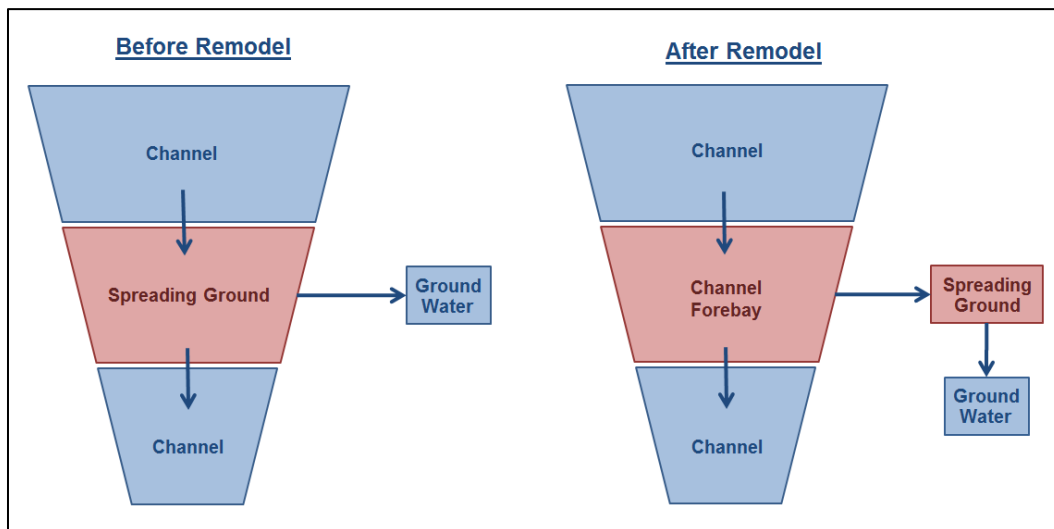 Before Remodel
Channel
Spreading Ground
Ground
Water
Channel
After Remodel
Channel
Channel
Forebay
Spreading
Ground
Ground
Water
Channel